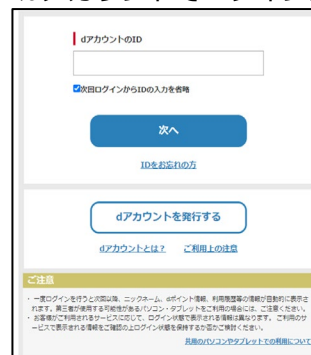 dアカウントのID
次回ログインからIDの入力を省略
次へ
IDをお忘れの方
dアカウントを発行する
dアカウントとは？ ご利用上の注意
ご注意
・ 一度ログインを行うと次回以降、ニックネーム、dポイント情報、利用履歴等の情報が自動的に表示さ
れます。第三者が使用する可能性があるパソコン・タブレットをご利用の場合には、ご注意ください。
・ お客様がご利用されるサービスに応じて、ログイン状態で表示される情報は異なります。 ご利用のサ
ービスで表示される情報をご確認の上ログイン状態を保持するか否かご検討ください。
共用のパソコンやタブレットでの利用について